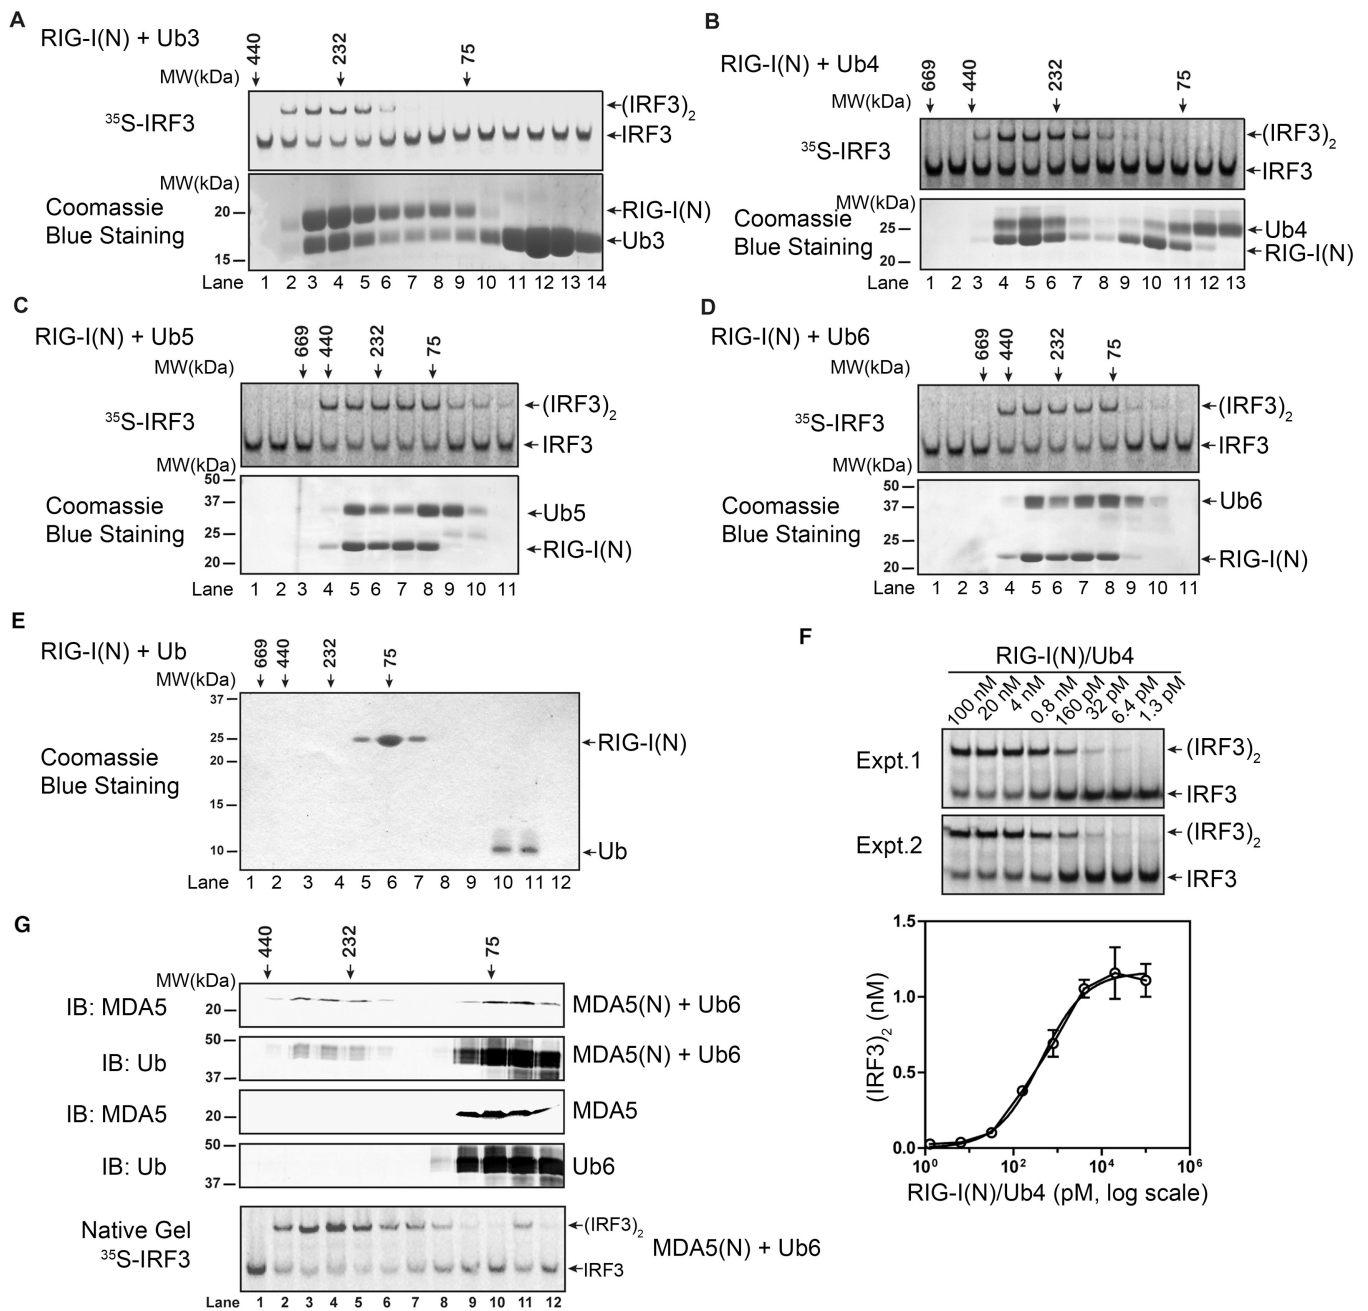 A
RIG-I(N) + Ub3
440
232
75
MW(kDa)
35S-IRF3
(IRF3)2
IRF3
MW(kDa)
Coomassie
Blue Staining
20
15
RIG-I(N)
Ub3
Lane 1 2 3 4 5 6 7 8 9 10 11 12 13 14
B
RIG-I(N) + Ub4
669
440
232
75
MW(kDa)
35S-IRF3
(IRF3)2
IRF3
MW(kDa)
Coomassie
Blue Staining
25
20
Ub4
RIG-I(N)
Lane 1 2 3 4 5 6 7 8 9 10 11 12 13
C
RIG-I(N) + Ub5
669
440
232
75
MW(kDa)
35S-IRF3
(IRF3)2
IRF3
MW(kDa)
Coomassie
Blue Staining
50
37
25
20
Ub5
RIG-I(N)
Lane 1 2 3 4 5 6 7 8 9 10 11
D
RIG-I(N) + Ub6
669
440
232
75
MW(kDa)
35S-IRF3
(IRF3)2
IRF3
MW(kDa)
Coomassie
Blue Staining
50
37
25
20
Ub6
RIG-I(N)
Lane 1 2 3 4 5 6 7 8 9 10 11
E
RIG-I(N) + Ub
669
440
232
75
MW(kDa)
Coomassie
Blue Staining
37
25
20
15
10
RIG-I(N)
Ub
Lane 1 2 3 4 5 6 7 8 9 10 11 12
F
RIG-I(N)/Ub4
100 nM
20 nM
4 nM
0.8 nM
160 pM
32 pM
6.4 pM
1.3 pM
Expt.1
(IRF3)2
IRF3
Expt.2
(IRF3)2
IRF3
1.5
1.0
0.5
0.0
(IRF3)2 (nM)
10^0 10^2 10^4 10^6
RIG-I(N)/Ub4 (pM, log scale)
G
440
232
75
MW(kDa)
IB: MDA5
20
MDA5(N) + Ub6
IB: Ub
50
37
MDA5(N) + Ub6
IB: MDA5
20
MDA5
IB: Ub
50
37
Ub6
Native Gel
35S-IRF3
(IRF3)2
IRF3
MDA5(N) + Ub6
Lane 1 2 3 4 5 6 7 8 9 10 11 12